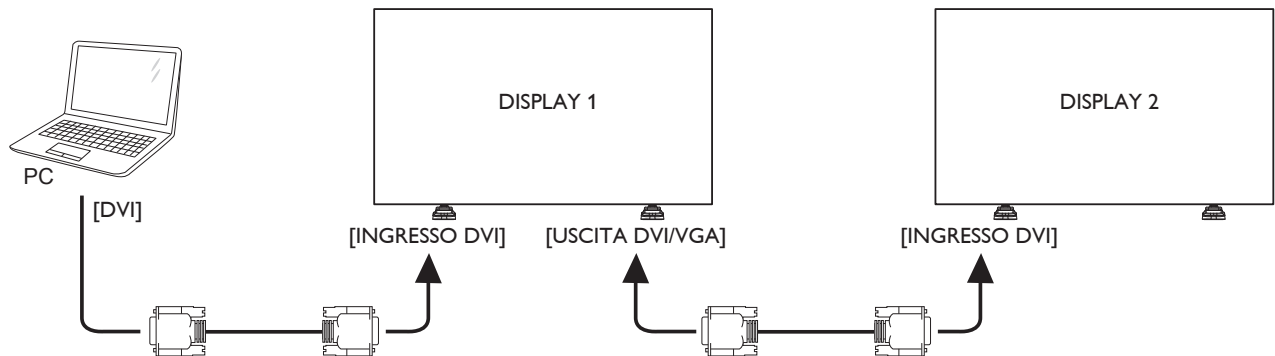 DISPLAY 1
DISPLAY 2
PC
[DVI]
[INGRESSO DVI]
[USCITA DVI/VGA]
[INGRESSO DVI]